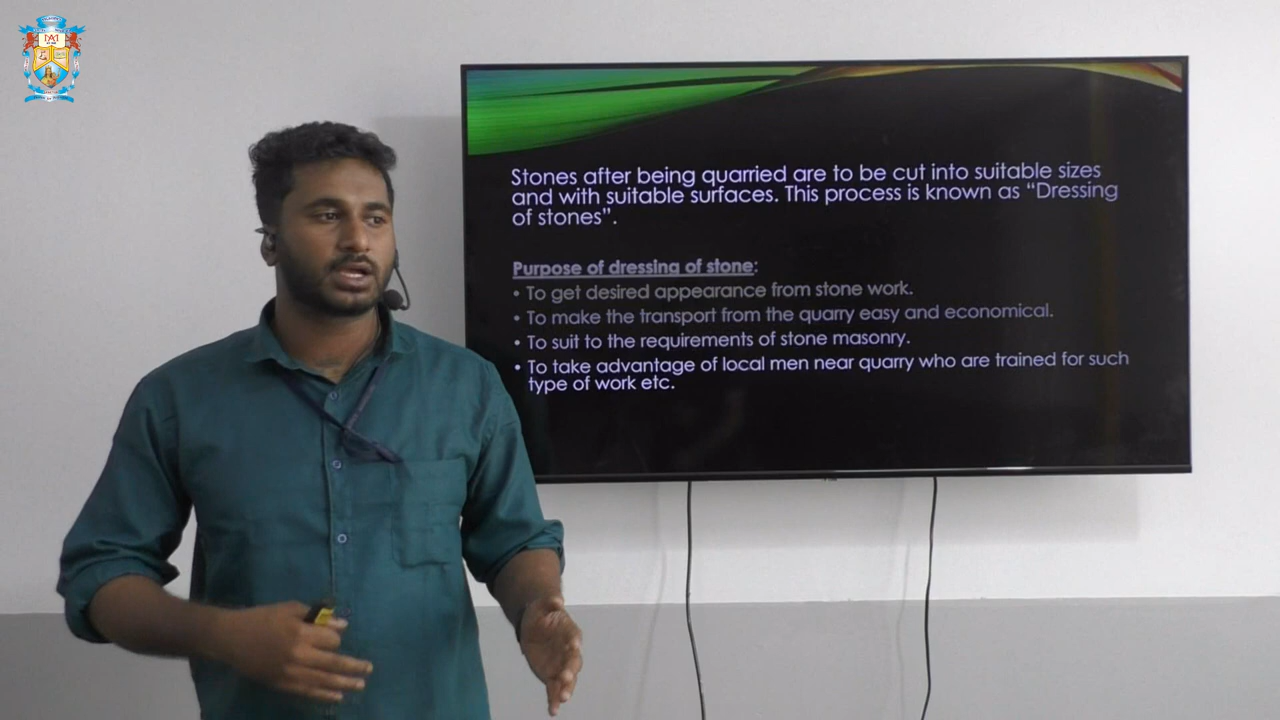 Stones after being quarried are to be cut into suitable sizes
and with suitable surfaces. This process is known as “Dressing
of stones”.
Purpose of dressing of stone:
• To get desired appearance from stone work.
• To make the transport from the quarry easy and economical.
• To suit to the requirements of stone masonry.
• To take advantage of local men near quarry who are trained for such
type of work etc.